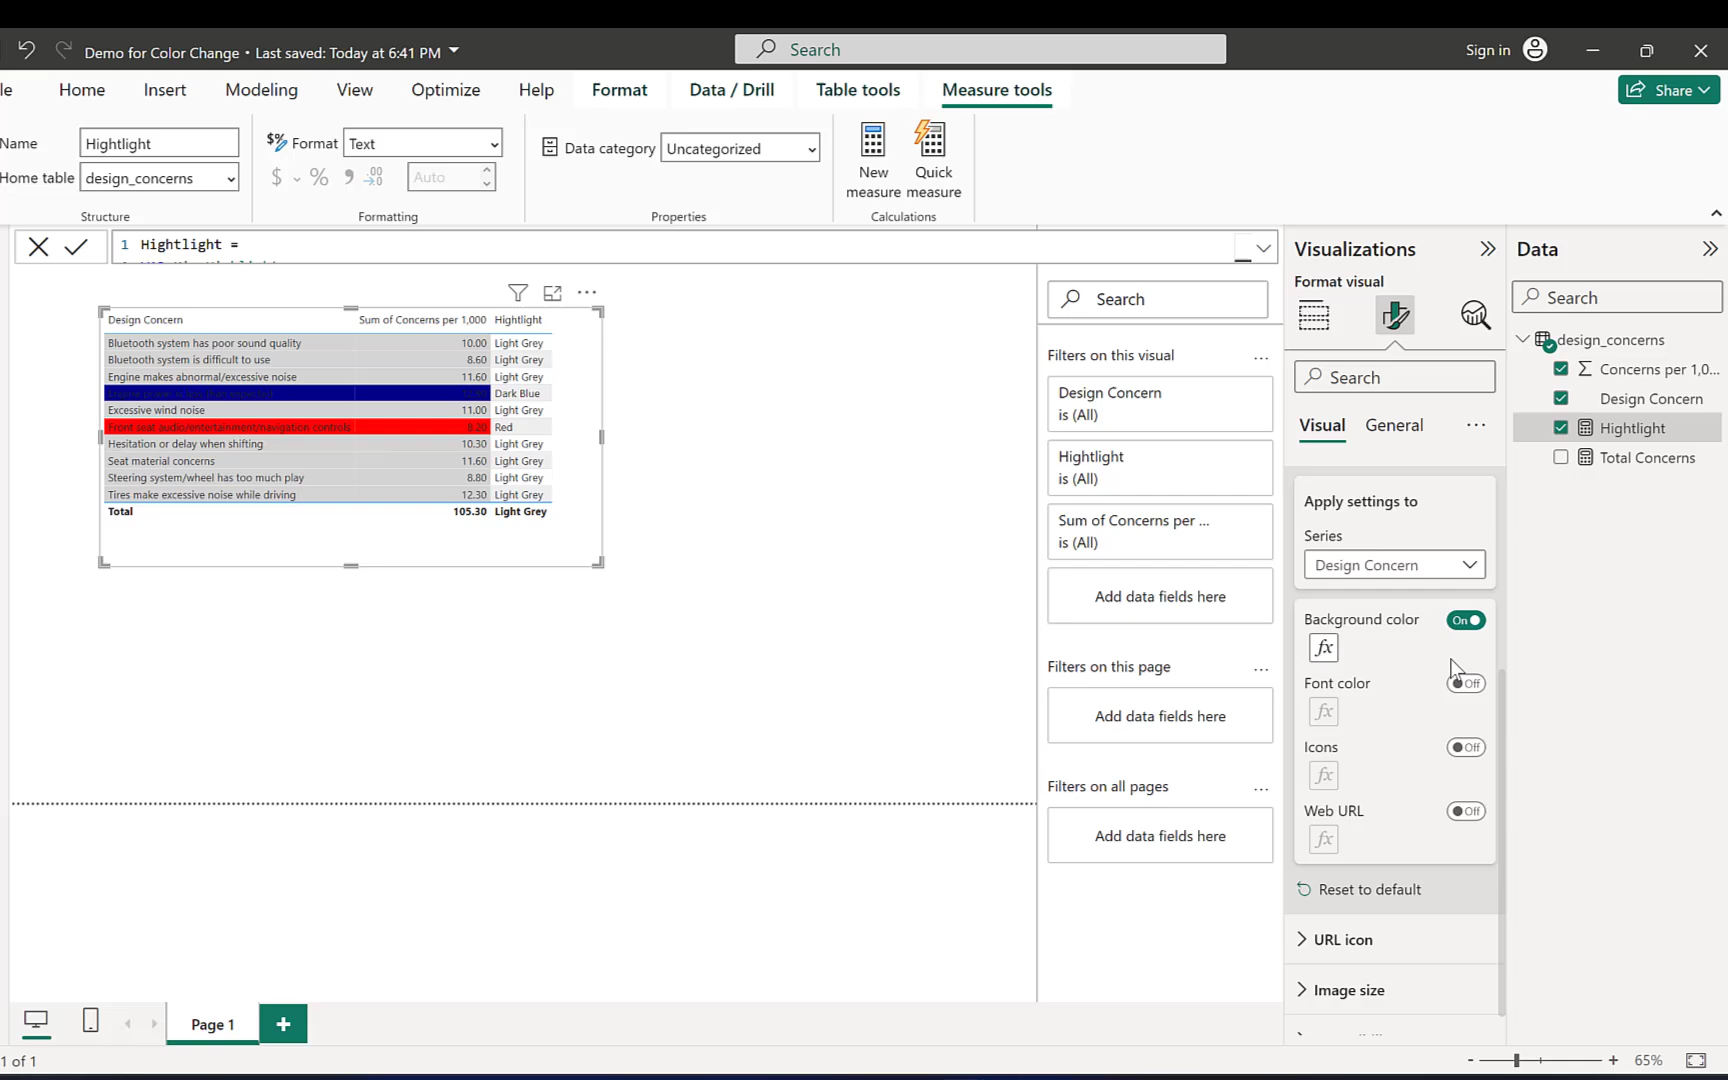 Demo for Color Change • Last saved: Today at 6:41 PM
Search
Sign in
le Home Insert Modeling View Optimize Help Format Data / Drill Table tools Measure tools
Share
Name Hightlight
Format Text
Data category Uncategorized
New measure
Quick measure
Home table design_concerns
$ % 9 .00 Auto
Structure Formatting Properties Calculations
1 Hightlight =
Design Concern Sum of Concerns per 1,000 Hightlight
Bluetooth system has poor sound quality 10.00 Light Grey
Bluetooth system is difficult to use 8.60 Light Grey
Engine makes abnormal/excessive noise 11.60 Light Grey
Dark Blue
Excessive wind noise 11.00 Light Grey
Front seat audio/entertainment/navigation controls 8.20 Red
Hesitation or delay when shifting 10.30 Light Grey
Seat material concerns 11.60 Light Grey
Steering system/wheel has too much play 8.80 Light Grey
Tires make excessive noise while driving 12.30 Light Grey
Total 105.30 Light Grey
Search
Filters on this visual ...
Design Concern
is (All)
Hightlight
is (All)
Sum of Concerns per ...
is (All)
Add data fields here
Filters on this page ...
Add data fields here
Filters on all pages ...
Add data fields here
Visualizations
Format visual
Search
Visual General ...
Apply settings to
Series
Design Concern
Background color On
fx
Font color Off
fx
Icons Off
fx
Web URL Off
fx
Reset to default
URL icon
Image size
Data
Search
design_concerns
Concerns per 1,0...
Design Concern
Hightlight
Total Concerns
Page 1
1 of 1
- + 65%